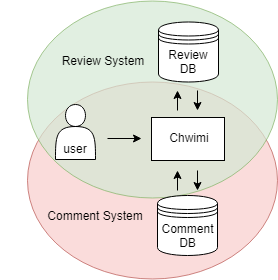 Review System
Review
DB
user
Chwimi
Comment System
Comment
DB